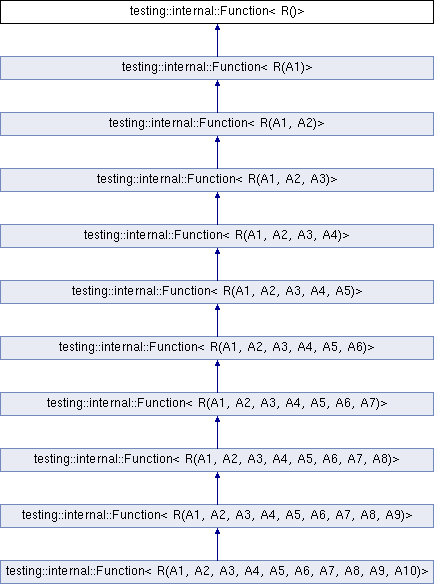 testing::internal::Function< R()>
testing::internal::Function< R(A1)>
testing::internal::Function< R(A1, A2)>
testing::internal::Function< R(A1, A2, A3)>
testing::internal::Function< R(A1, A2, A3, A4)>
testing::internal::Function< R(A1, A2, A3, A4, A5)>
testing::internal::Function< R(A1, A2, A3, A4, A5, A6)>
testing::internal::Function< R(A1, A2, A3, A4, A5, A6, A7)>
testing::internal::Function< R(A1, A2, A3, A4, A5, A6, A7, A8)>
testing::internal::Function< R(A1, A2, A3, A4, A5, A6, A7, A8, A9)>
testing::internal::Function< R(A1, A2, A3, A4, A5, A6, A7, A8, A9, A10)>